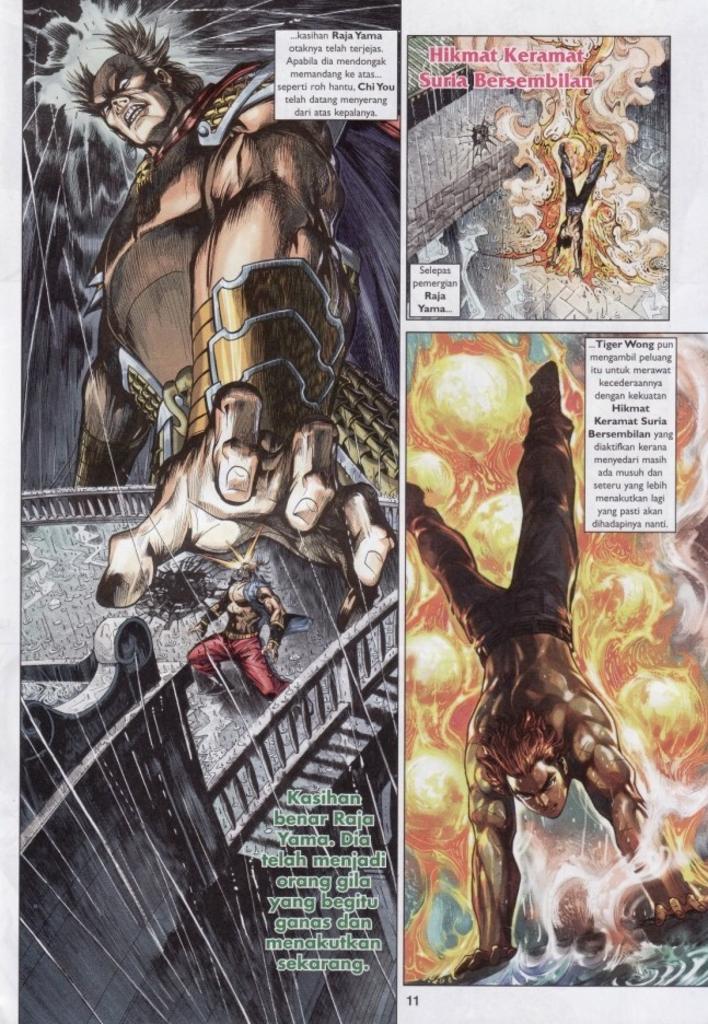 ...kasihan Raja Yama
otaknya telah terjejas.
Apabila dia mendongak
memandang ke atas...
seperti roh hantu, Chi You
telah datang menyerang
dari atas kepalanya.
Kasihan
benar Raja
Yama. Dia
telah menjadi
orang gila
yang begitu
ganas dan
menakutkan
sekarang.
Hikmat Keramat
Suria Bersembilan
Selepas
pemergian
Raja
Yama...
...Tiger Wong pun
mengambil peluang
itu untuk merawat
kecederaannya
dengan kekuatan
Hikmat
Keramat Suria
Bersembilan yang
diaktifkan kerana
menyedari masih
ada musuh dan
seteru yang lebih
menakutkan lagi
yang pasti akan
dihadapinya nanti.
11